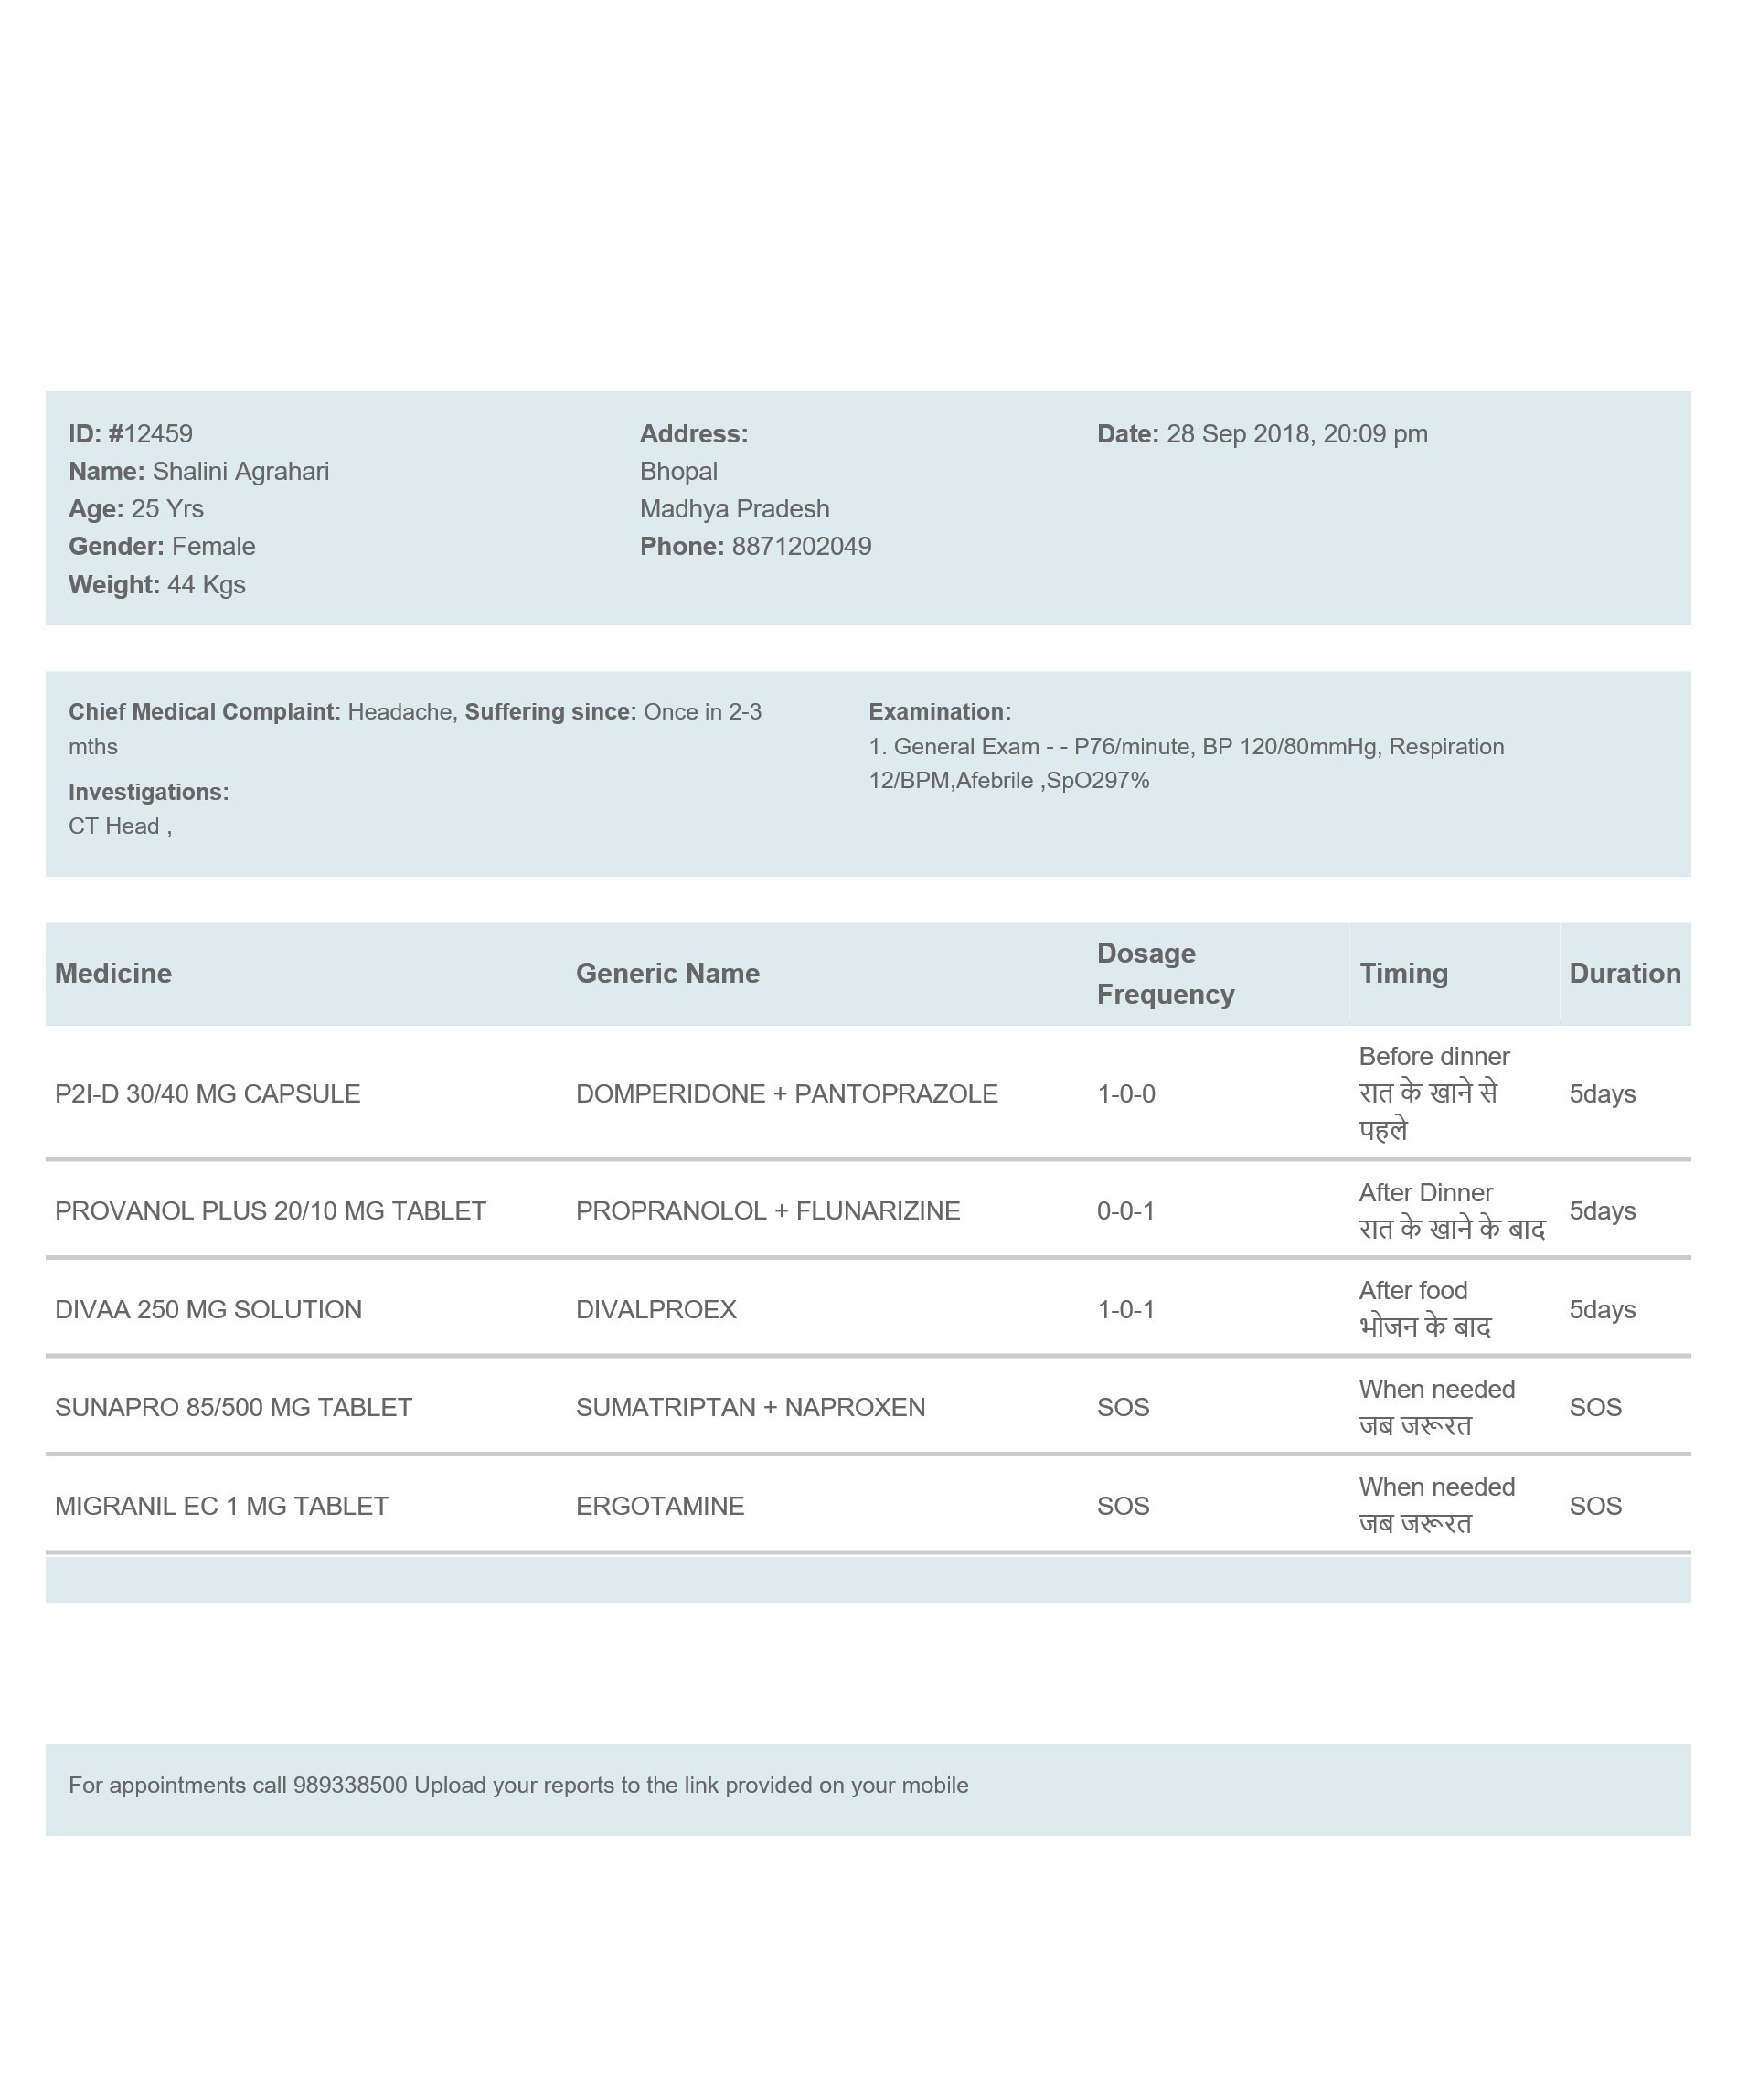 ID: #12459
Name: Shalini Agrahari
Age: 25 Yrs
Gender: Female
Weight: 44 Kgs
Address:
Bhopal
Madhya Pradesh
Phone: 8871202049
Date: 28 Sep 2018, 20:09 pm
Chief Medical Complaint: Headache, Suffering since: Once in 2-3
mths
Investigations:
CT Head ,
Examination:
1. General Exam - - P76/minute, BP 120/80mmHg, Respiration
12/BPM,Afebrile ,SpO297%
Medicine Generic Name Dosage Frequency Timing Duration
P2I-D 30/40 MG CAPSULE DOMPERIDONE + PANTOPRAZOLE 1-0-0 Before dinner 5days
रात के खाने से
पहले
PROVANOL PLUS 20/10 MG TABLET PROPRANOLOL + FLUNARIZINE 0-0-1 After Dinner 5days
रात के खाने के बाद
DIVAA 250 MG SOLUTION DIVALPROEX 1-0-1 After food 5days
भोजन के बाद
SUNAPRO 85/500 MG TABLET SUMATRIPTAN + NAPROXEN SOS When needed SOS
जब जरूरत
MIGRANIL EC 1 MG TABLET ERGOTAMINE SOS When needed SOS
जब जरूरत
For appointments call 989338500 Upload your reports to the link provided on your mobile